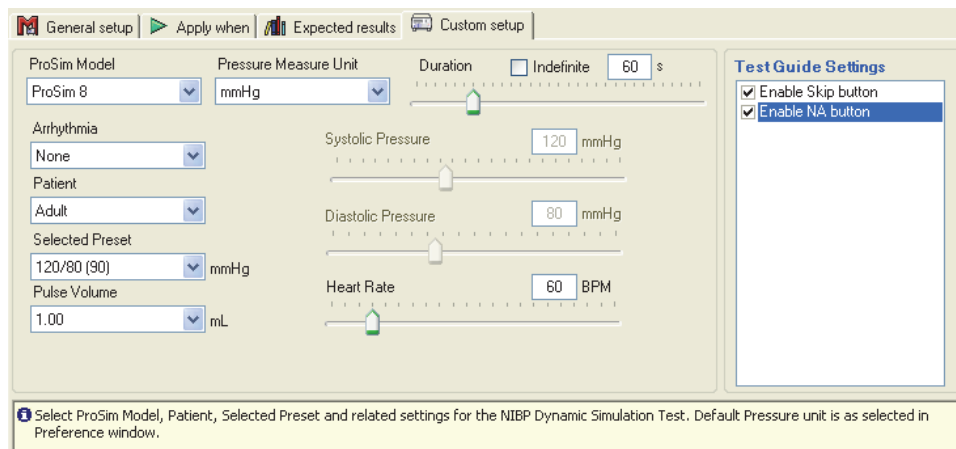 General setup Apply when Expected results Custom setup
ProSim Model Pressure Measure Unit Duration Indefinite 60 s
ProSim 8 mmHg
Arrhythmia
None
Patient
Adult
Selected Preset
120/80 (90) mmHg
Pulse Volume
1.00 mL
Systolic Pressure 120 mmHg
Diastolic Pressure 80 mmHg
Heart Rate 60 BPM
Test Guide Settings
Enable Skip button
Enable NA button
Select ProSim Model, Patient, Selected Preset and related settings for the NIBP Dynamic Simulation Test. Default Pressure unit is as selected in
Preference window.